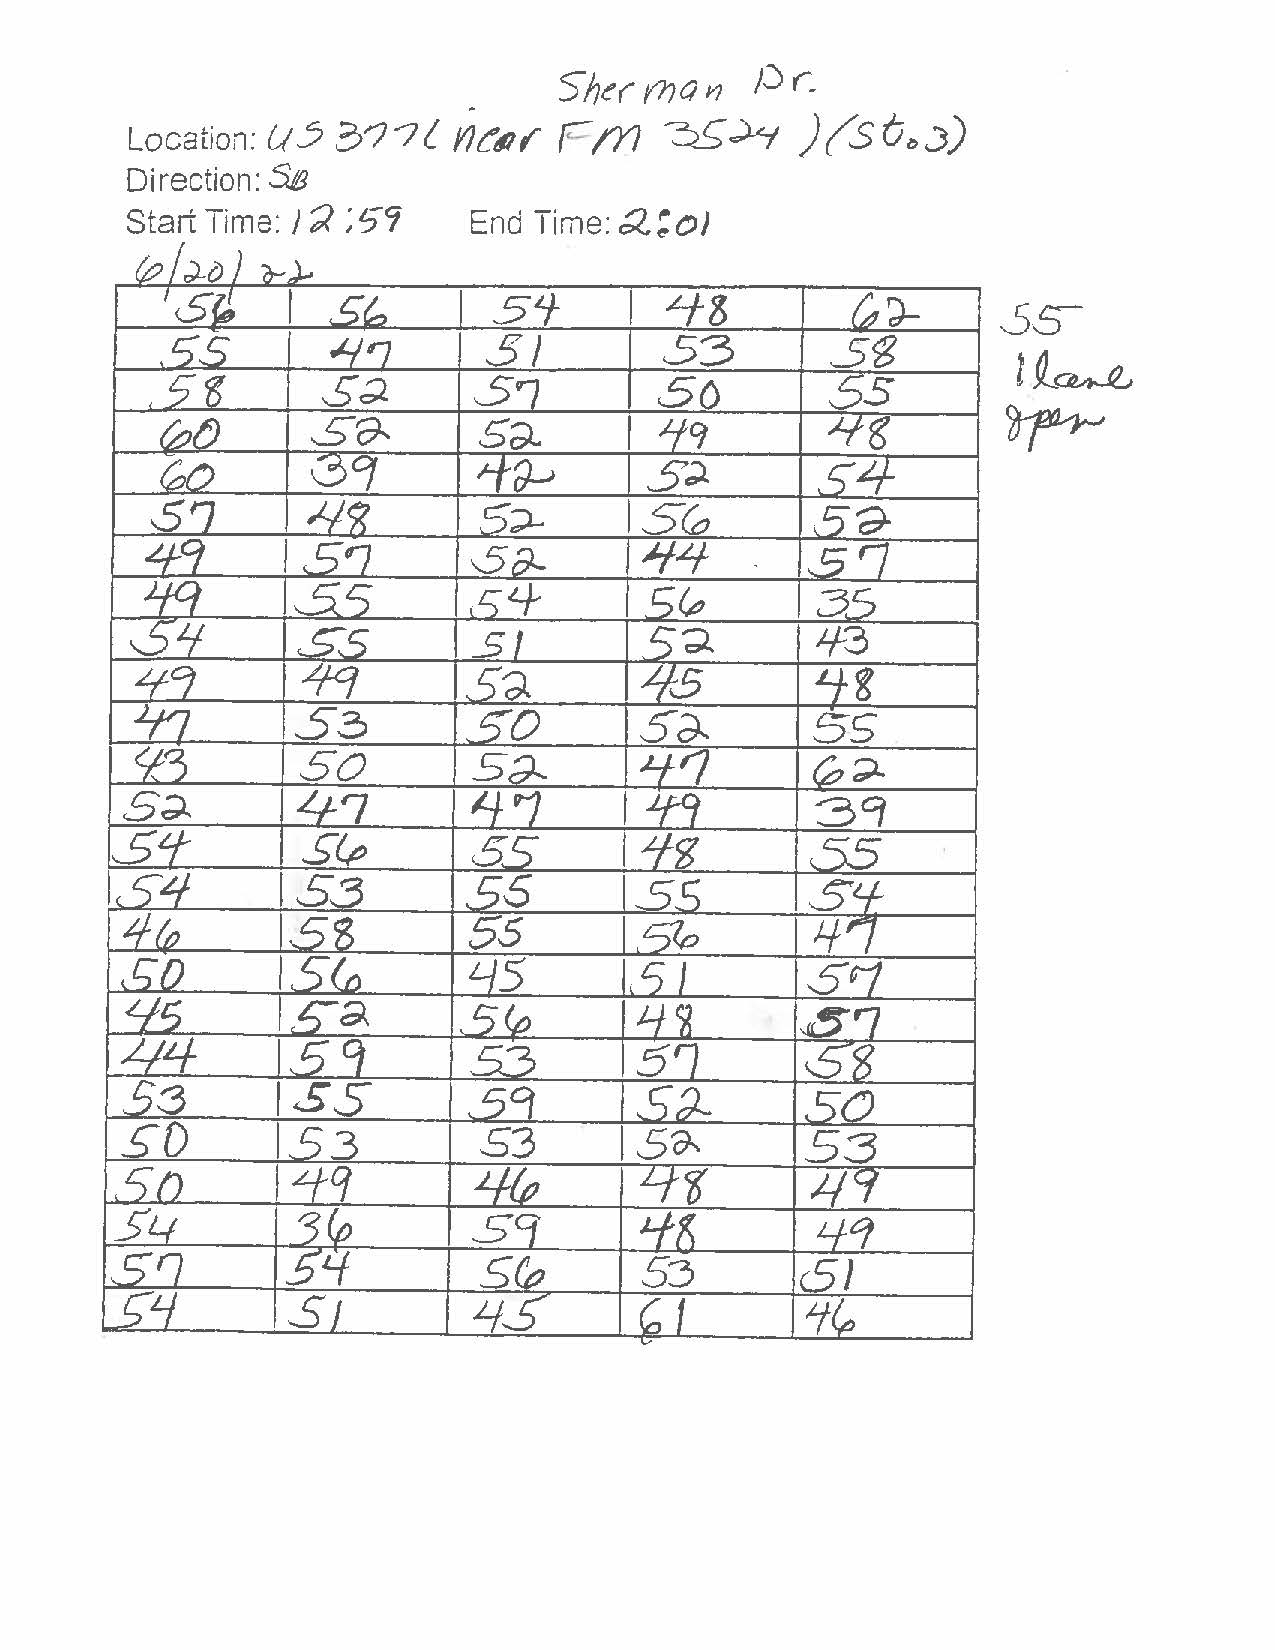 Sherman Dr.
Location: US 377 ( near FM 3524 ) (St. 3)
Direction: SB
Start Time: 12:59 End Time: 2:01
6/20/22
56 56 54 48 62 55
55 47 51 53 58 1 lane
58 52 57 50 55 open
60 52 52 49 48
60 39 42 52 54
57 48 52 56 52
49 57 52 44 57
49 55 54 56 35
54 55 51 52 43
49 49 52 45 48
47 53 50 52 55
43 50 52 47 62
52 47 47 49 39
54 56 55 48 55
54 53 55 55 54
46 58 55 56 47
50 56 45 51 57
45 52 56 48 57
44 59 53 57 58
53 55 59 52 50
50 53 53 52 53
50 49 46 48 49
54 36 59 48 49
57 54 56 53 51
54 51 45 61 46